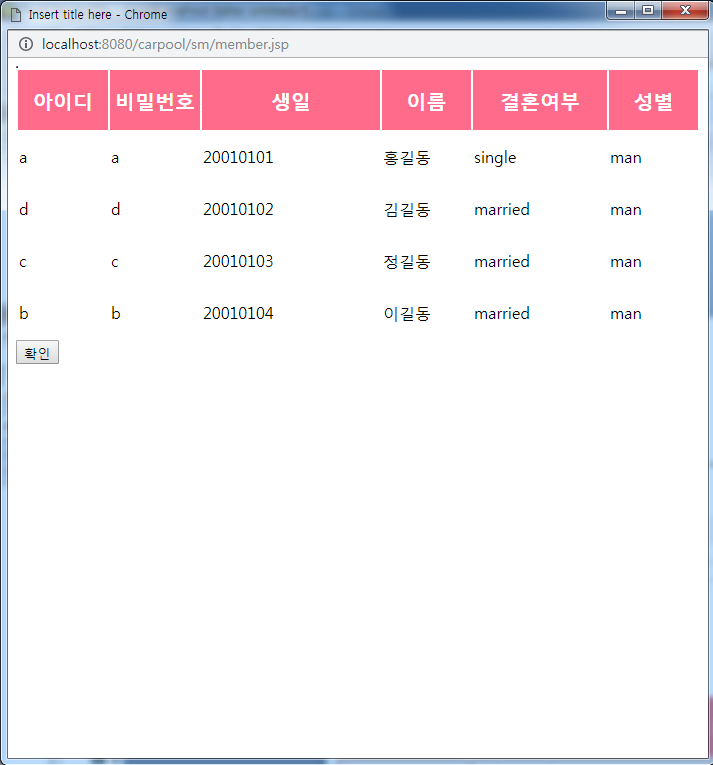 Insert title here - Chrome
localhost:8080/carpool/sm/member.jsp
.
아이디 비밀번호 생일 이름 결혼여부 성별
a a 20010101 홍길동 single man
d d 20010102 김길동 married man
c c 20010103 정길동 married man
b b 20010104 이길동 married man
확인